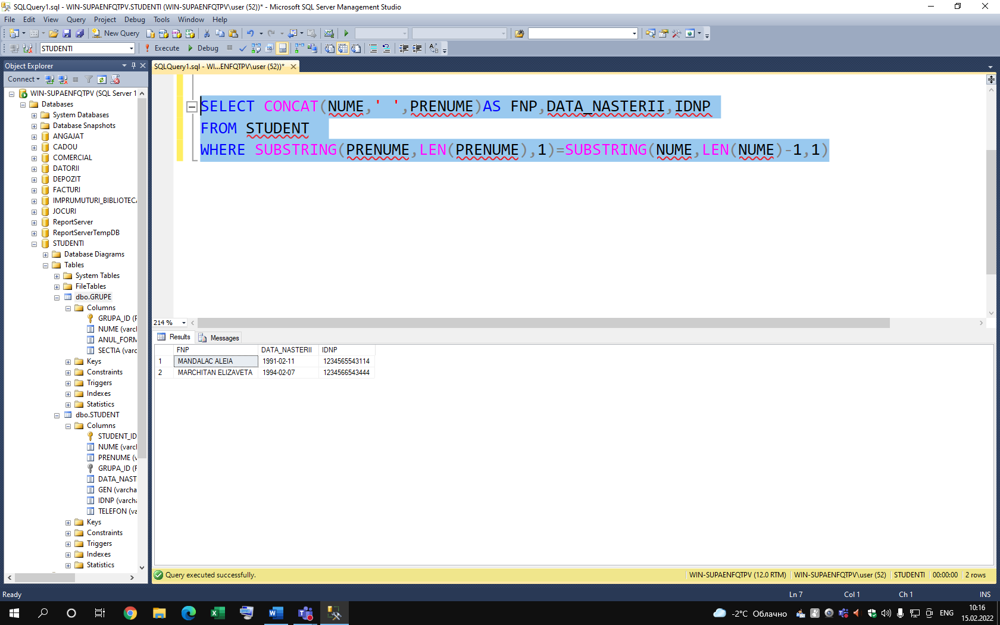 SQLQuery1.sql - WIN-SUPAENFQTPV.STUDENTI (WIN-SUPAENFQTPV\user (52))* - Microsoft SQL Server Management Studio
File Edit View Query Project Debug Tools Window Help
New Query
STUDENTI Execute Debug
Object Explorer
SQLQuery1.sql - WI...ENFQTPV\user (52))*
Connect
WIN-SUPAENFQTPV (SQL Server 1
Databases
System Databases
Database Snapshots
ANGAJAT
CADOU
COMERCIAL
DATORII
DEPOZIT
FACTURI
IMPRUMUTURI_BIBLIOTECA
JOCURI
ReportServer
ReportServerTempDB
STUDENTI
Database Diagrams
Tables
System Tables
FileTables
dbo.GRUPE
Columns
GRUPA_ID (F
NUME (varcl
ANUL_FORM
SECTIA (varc
Keys
Constraints
Triggers
Indexes
Statistics
dbo.STUDENT
Columns
STUDENT_ID
NUME (varcl
PRENUME (v
GRUPA_ID (F
DATA_NAST
GEN (varcha
IDNP (varcha
TELEFON (va
Keys
Constraints
Triggers
Indexes
Statistics
SELECT CONCAT(NUME,' ',PRENUME)AS FNP,DATA_NASTERII,IDNP
FROM STUDENT
WHERE SUBSTRING(PRENUME,LEN(PRENUME),1)=SUBSTRING(NUME,LEN(NUME)-1,1)
214 %
Results Messages
FNP DATA_NASTERII IDNP
1 MANDALAC ALEIA 1991-02-11 1234565543114
2 MARCHITAN ELIZAVETA 1994-02-07 1234566543444
Query executed successfully. WIN-SUPAENFQTPV (12.0 RTM) WIN-SUPAENFQTPV\user (52) STUDENTI 00:00:00 2 rows
Ready Ln 7 Col 1 Ch 1 INS
-2°C Облачно ENG 10:16
15.02.2022